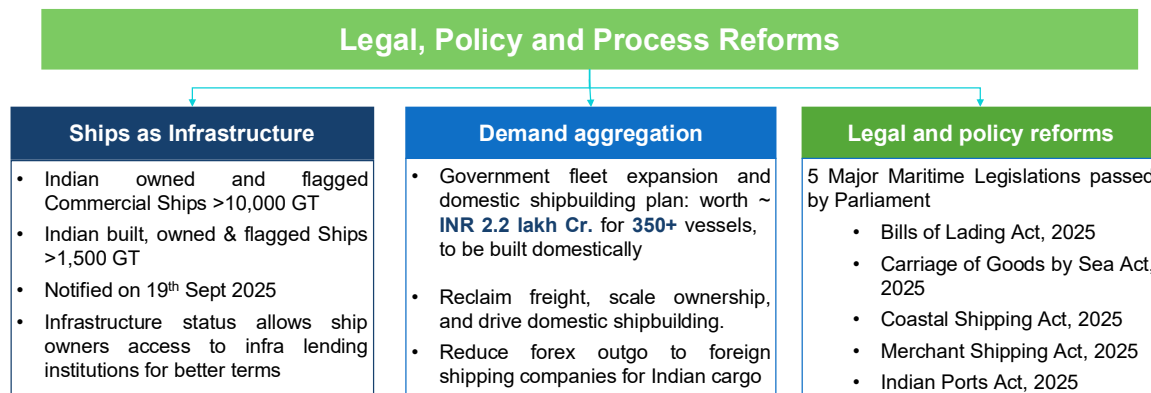 Legal, Policy and Process Reforms
Ships as Infrastructure
• Indian owned and flagged
Commercial Ships >10,000 GT
• Indian built, owned & flagged Ships
>1,500 GT
• Notified on 19th Sept 2025
• Infrastructure status allows ship
owners access to infra lending
institutions for better terms
Demand aggregation
• Government fleet expansion and
domestic shipbuilding plan: worth ~
INR 2.2 lakh Cr. for 350+ vessels,
to be built domestically
• Reclaim freight, scale ownership,
and drive domestic shipbuilding.
• Reduce forex outgo to foreign
shipping companies for Indian cargo
Legal and policy reforms
5 Major Maritime Legislations passed
by Parliament
• Bills of Lading Act, 2025
• Carriage of Goods by Sea Act,
2025
• Coastal Shipping Act, 2025
• Merchant Shipping Act, 2025
• Indian Ports Act, 2025